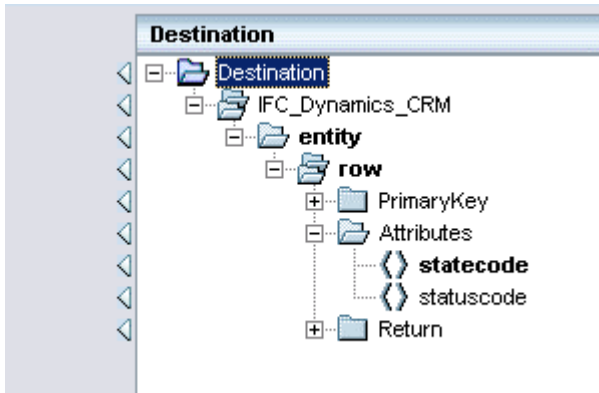 Destination
Destination
IFC_Dynamics_CRM
entity
row
PrimaryKey
Attributes
statecode
statuscode
Return